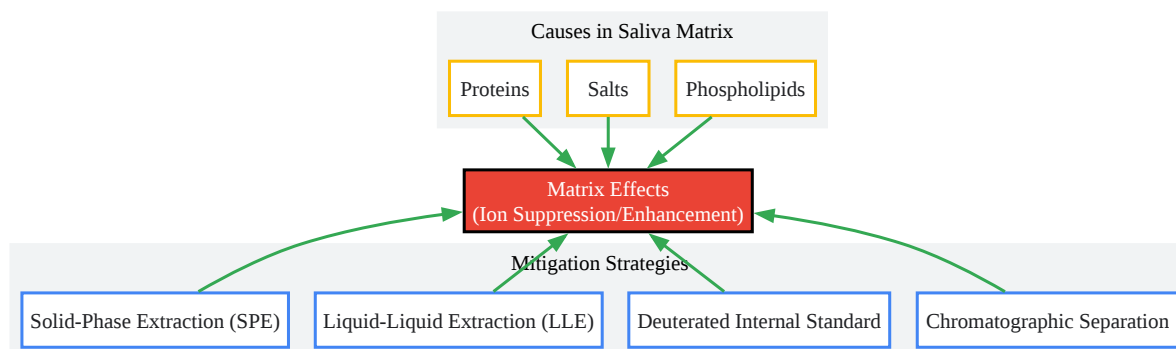 Causes in Saliva Matrix
Proteins
Salts
Phospholipids
Matrix Effects
(Ion Suppression/Enhancement)
Mitigation Strategies
Solid-Phase Extraction (SPE)
Liquid-Liquid Extraction (LLE)
Deuterated Internal Standard
Chromatographic Separation